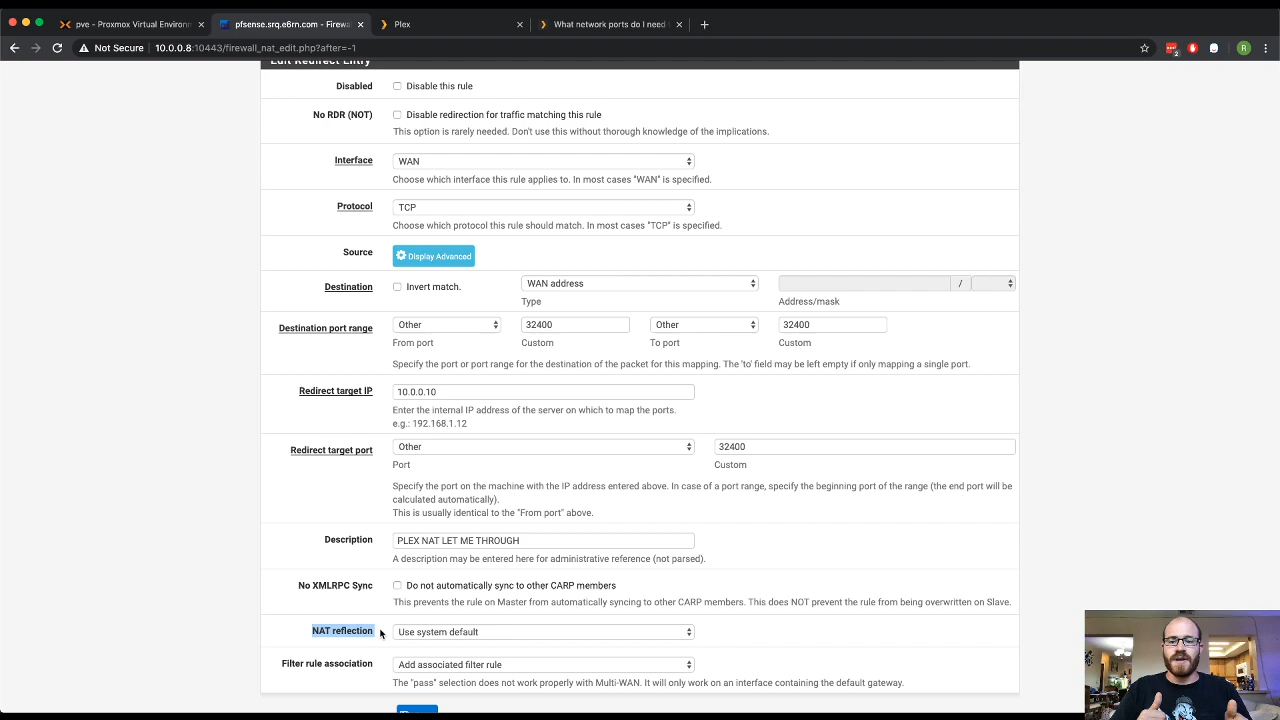 pve - Proxmox Virtual Environ
pfsense.srq.e6rn.com - Firewa
Plex
What network ports do I need
Not Secure
10.0.0.8:10443/firewall_nat_edit.php?after=-1
2
R
Edit Redirect Entry
Disabled
Disable this rule
No RDR (NOT)
Disable redirection for traffic matching this rule
This option is rarely needed. Don't use this without thorough knowledge of the implications.
Interface
WAN
Choose which interface this rule applies to. In most cases "WAN" is specified.
Protocol
TCP
Choose which protocol this rule should match. In most cases "TCP" is specified.
Source
Display Advanced
Destination
Invert match.
WAN address
/
Type
Address/mask
Destination port range
Other
32400
Other
32400
From port
Custom
To port
Custom
Specify the port or port range for the destination of the packet for this mapping. The 'to' field may be left empty if only mapping a single port.
Redirect target IP
10.0.0.10
Enter the internal IP address of the server on which to map the ports.
e.g.: 192.168.1.12
Redirect target port
Other
32400
Port
Custom
Specify the port on the machine with the IP address entered above. In case of a port range, specify the beginning port of the range (the end port will be
calculated automatically).
This is usually identical to the "From port" above.
Description
PLEX NAT LET ME THROUGH
A description may be entered here for administrative reference (not parsed).
No XMLRPC Sync
Do not automatically sync to other CARP members
This prevents the rule on Master from automatically syncing to other CARP members. This does NOT prevent the rule from being overwritten on Slave.
NAT reflection
Use system default
Filter rule association
Add associated filter rule
The "pass" selection does not work properly with Multi-WAN. It will only work on an interface containing the default gateway.